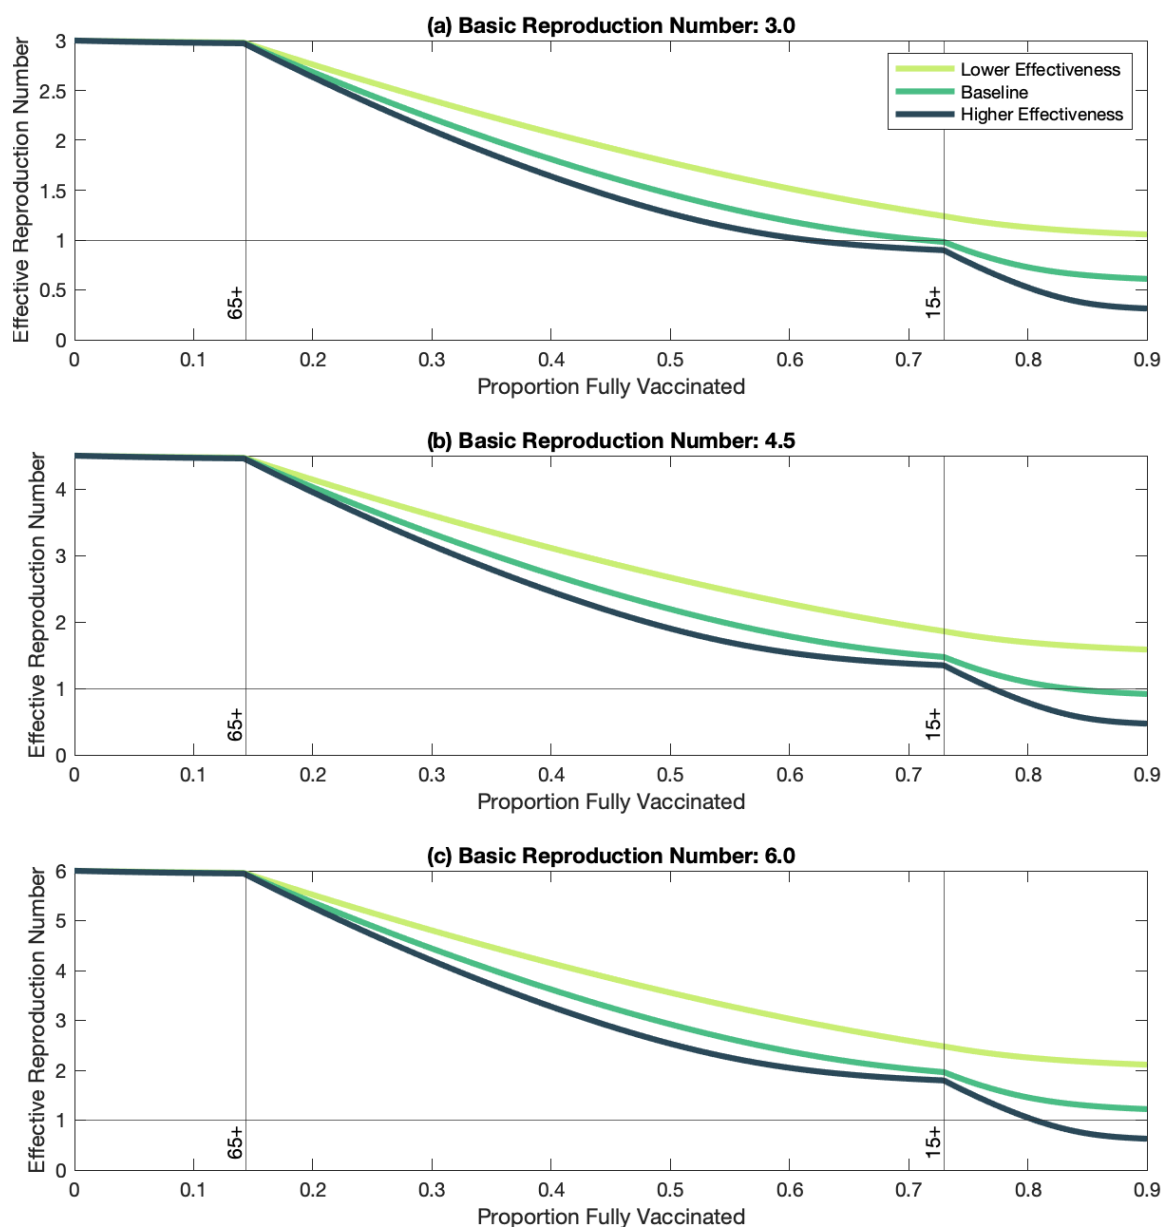 (a) Basic Reproduction Number: 3.0
Effective Reproduction Number
3
2.5
2
1.5
1
0.5
0
Lower Effectiveness
Baseline
Higher Effectiveness
65+
15+
0 0.1 0.2 0.3 0.4 0.5 0.6 0.7 0.8 0.9
Proportion Fully Vaccinated
(b) Basic Reproduction Number: 4.5
Effective Reproduction Number
4
3
2
1
0
65+
15+
0 0.1 0.2 0.3 0.4 0.5 0.6 0.7 0.8 0.9
Proportion Fully Vaccinated
(c) Basic Reproduction Number: 6.0
Effective Reproduction Number
6
5
4
3
2
1
0
65+
15+
0 0.1 0.2 0.3 0.4 0.5 0.6 0.7 0.8 0.9
Proportion Fully Vaccinated